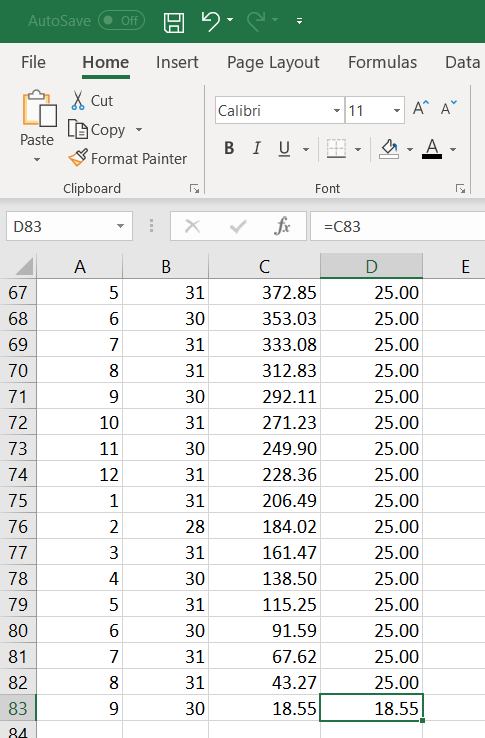 AutoSave Off
File Home Insert Page Layout Formulas Data
Paste
Cut
Copy
Format Painter
Clipboard
Calibri 11 A A
B I U A
Font
D83 fx =C83
A B C D E
67 5 31 372.85 25.00
68 6 30 353.03 25.00
69 7 31 333.08 25.00
70 8 31 312.83 25.00
71 9 30 292.11 25.00
72 10 31 271.23 25.00
73 11 30 249.90 25.00
74 12 31 228.36 25.00
75 1 31 206.49 25.00
76 2 28 184.02 25.00
77 3 31 161.47 25.00
78 4 30 138.50 25.00
79 5 31 115.25 25.00
80 6 30 91.59 25.00
81 7 31 67.62 25.00
82 8 31 43.27 25.00
83 9 30 18.55 18.55
84